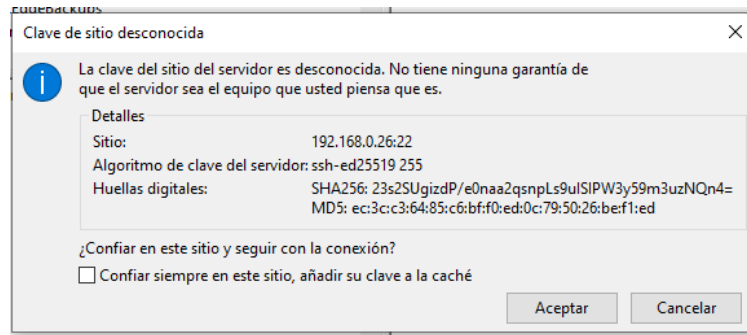 EdgeBackups
Clave de sitio desconocida
La clave del sitio del servidor es desconocida. No tiene ninguna garantía de
que el servidor sea el equipo que usted piensa que es.
Detalles
Sitio: 192.168.0.26:22
Algoritmo de clave del servidor: ssh-ed25519 255
Huellas digitales: SHA256: 23s2SUgizdP/e0naa2qsnpLs9ulSlPW3y59m3uzNQn4=
MD5: ec:3c:c3:64:85:c6:bf:f0:ed:0c:79:50:26:be:f1:ed
¿Confiar en este sitio y seguir con la conexión?
Confiar siempre en este sitio, añadir su clave a la caché
Aceptar Cancelar